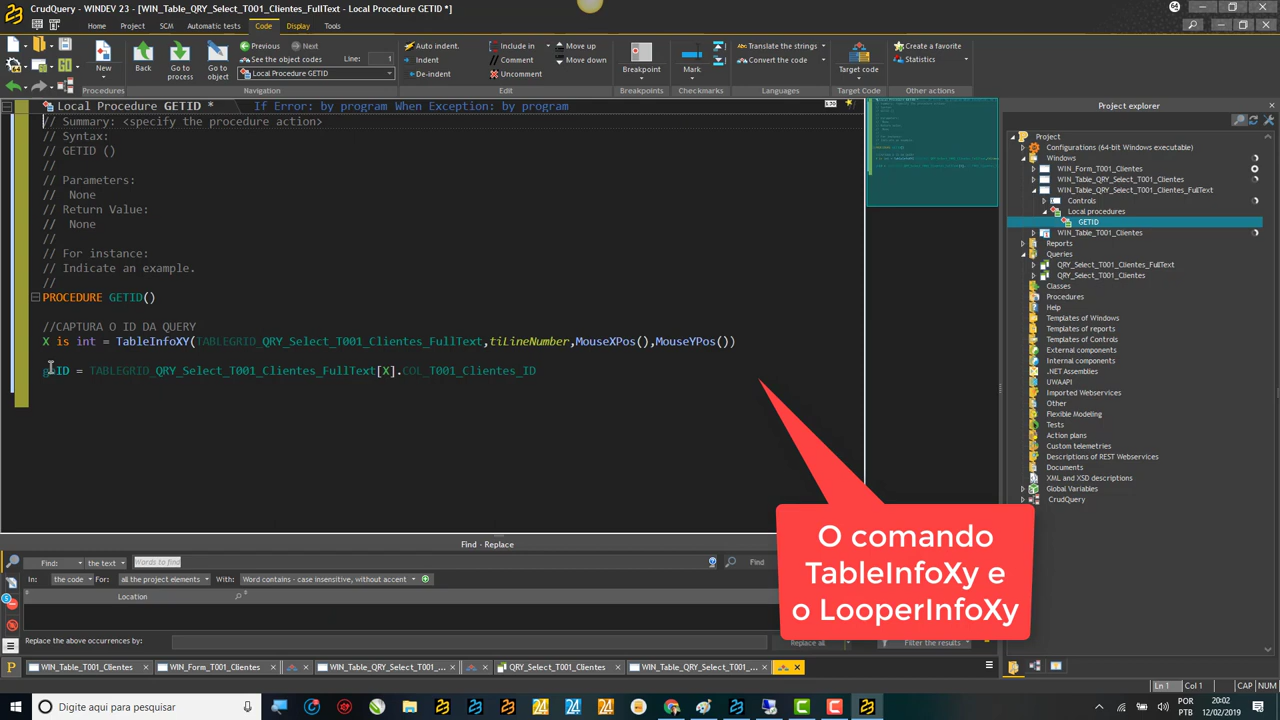 CrudQuery - WINDEV 23 - [WIN_Table_QRY_Select_T001_Clientes_FullText - Local Procedure GETID *]
64
Home Project SCM Automatic tests Code Display Tools
New
Procedures
Back
Go to process
Go to object
Previous Next
See the object codes Line: 1
Local Procedure GETID
Navigation
Auto indent.
Indent
De-indent
Include in
Comment
Uncomment
Move up
Move down
Edit
Breakpoint
Breakpoints
Mark
Checkmarks
Translate the strings
Convert the code
Languages
Target code
Target Code
Create a favorite
Statistics
Other actions
Local Procedure GETID * If Error: by program When Exception: by program
// Summary: <specify the procedure action>
// Syntax:
// GETID ()
//
// Parameters:
// None
// Return Value:
// None
//
// For instance:
// Indicate an example.
//
PROCEDURE GETID()
//CAPTURA O ID DA QUERY
X is int = TableInfoXY(TABLEGRID_QRY_Select_T001_Clientes_FullText,tiLineNumber,MouseXPos(),MouseYPos())
ID = TABLEGRID_QRY_Select_T001_Clientes_FullText[X].COL_T001_Clientes_ID
Project explorer
Project
Configurations (64-bit Windows executable)
Windows
WIN_Form_T001_Clientes
WIN_Table_QRY_Select_T001_Clientes
WIN_Table_QRY_Select_T001_Clientes_FullText
Controls
Local procedures
GETID
WIN_Table_T001_Clientes
Reports
Queries
QRY_Select_T001_Clientes_FullText
QRY_Select_T001_Clientes
Classes
Procedures
Help
Templates of Windows
Templates of reports
External components
Internal components
.NET Assemblies
UWAAPI
Imported Webservices
Other
Flexible Modeling
Tests
Action plans
Custom telemetries
Descriptions of REST Webservices
Documents
XML and XSD descriptions
Global Variables
CrudQuery
O comando
TableInfoXy e
o LooperInfoXy
Find - Replace
Find: the text Words to find Find
In: the code For: all the project elements With: Word contains - case insensitive, without accent
Location
Replace the above occurrences by: Replace all Filter the results
WIN_Table_T001_Clientes WIN_Form_T001_Clientes WIN_Table_QRY_Select_T001_... QRY_Select_T001_Clientes WIN_Table_QRY_Select_T001_...
Ln 1 Col 1 CAP NUM
Digite aqui para pesquisar
24 24 24
POR
PTB
20:02
12/02/2019